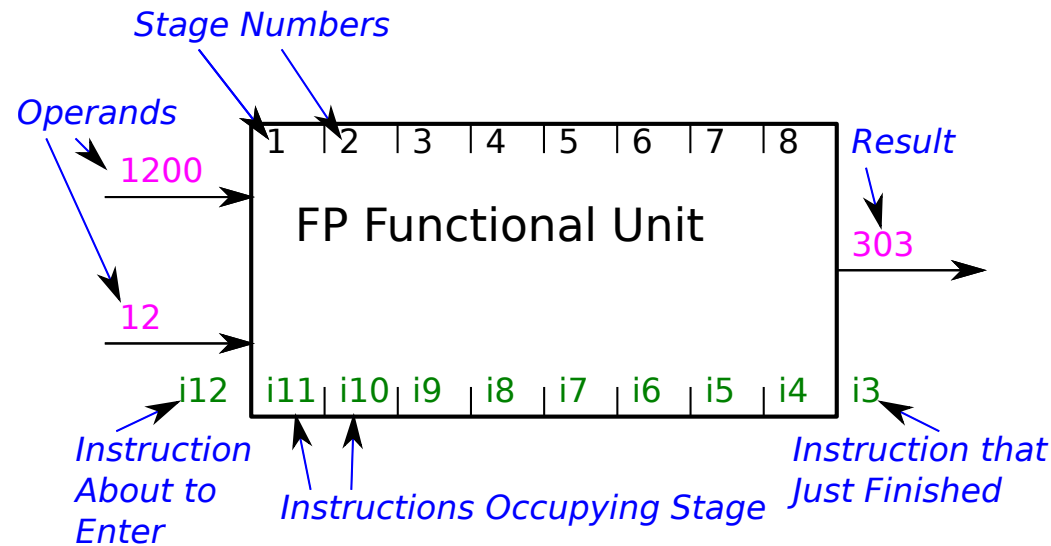 Stage Numbers
Operands
1 2 3 4 5 6 7 8
Result
1200
FP Functional Unit
303
12
i12 i11 i10 i9 i8 i7 i6 i5 i4 i3
Instruction
About to
Enter
Instructions Occupying Stage
Instruction that
Just Finished